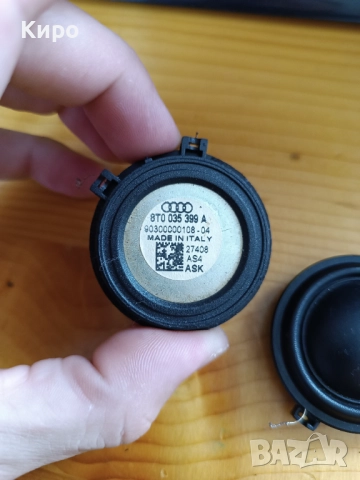 Киро
8T0 035 399 A
90300000108-04
MADE IN ITALY
27408
AS4
ASK
bazar